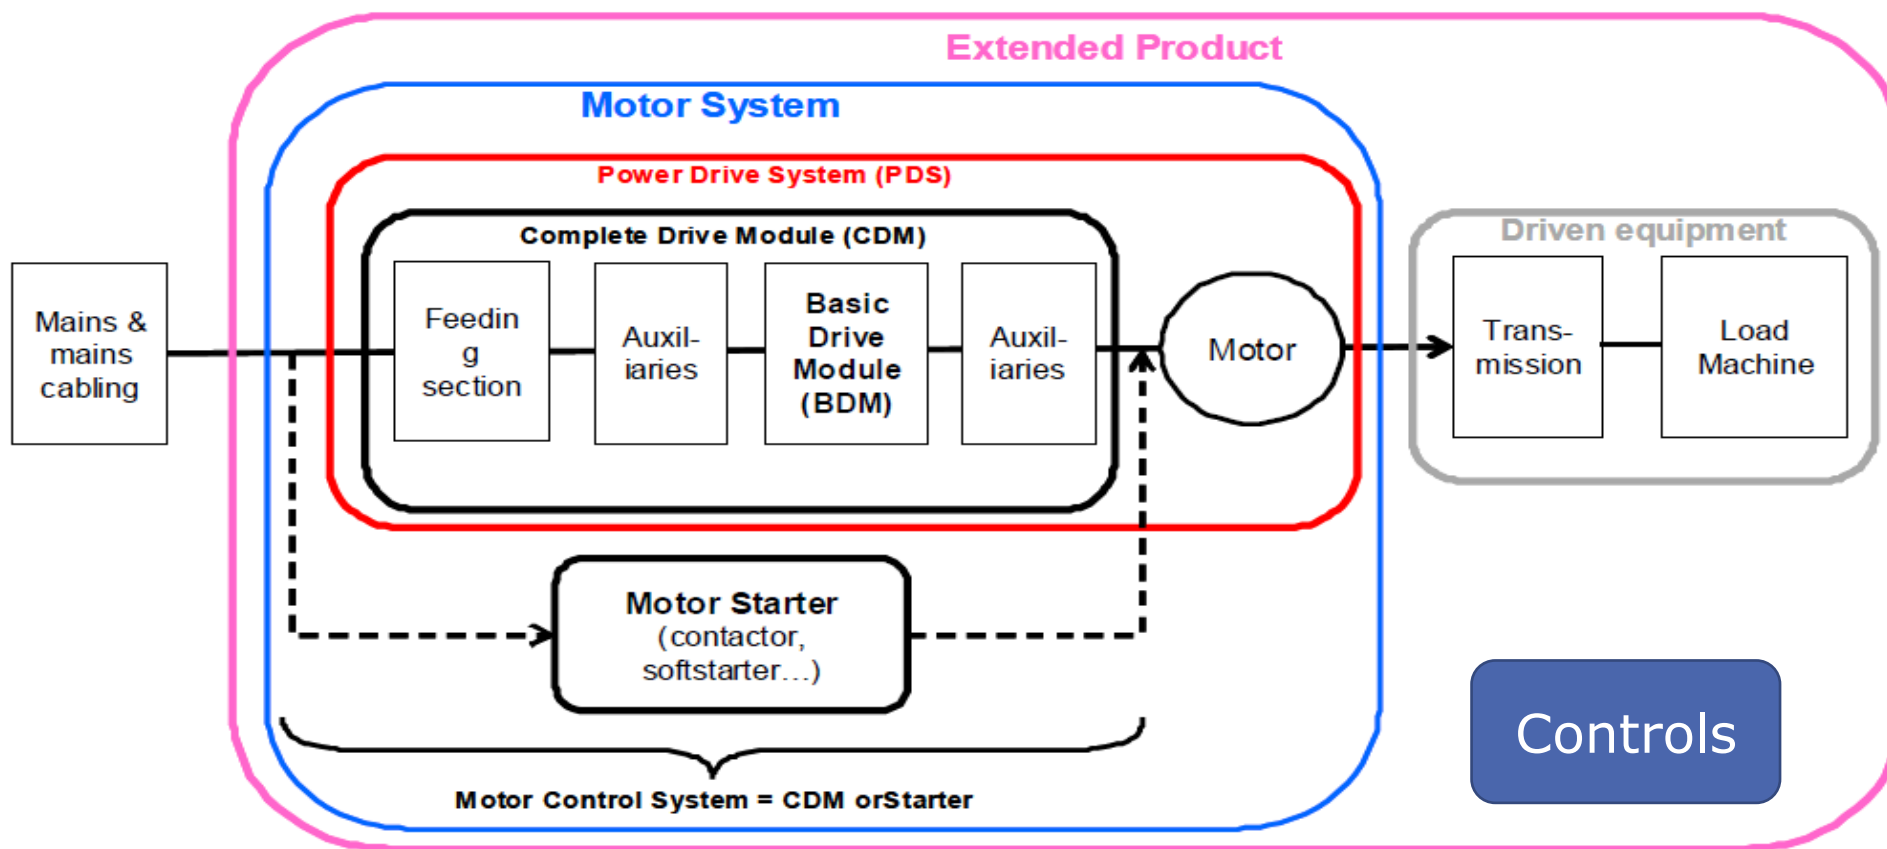 Extended Product
Motor System
Power Drive System (PDS)
Complete Drive Module (CDM)
Driven equipment
Mains &
mains
cabling
Feedin
g
section
Auxil-
iaries
Basic
Drive
Module
(BDM)
Auxil-
iaries
Motor
Trans-
mission
Load
Machine
Motor Starter
(contactor,
softstarter...)
Controls
Motor Control System = CDM orStarter